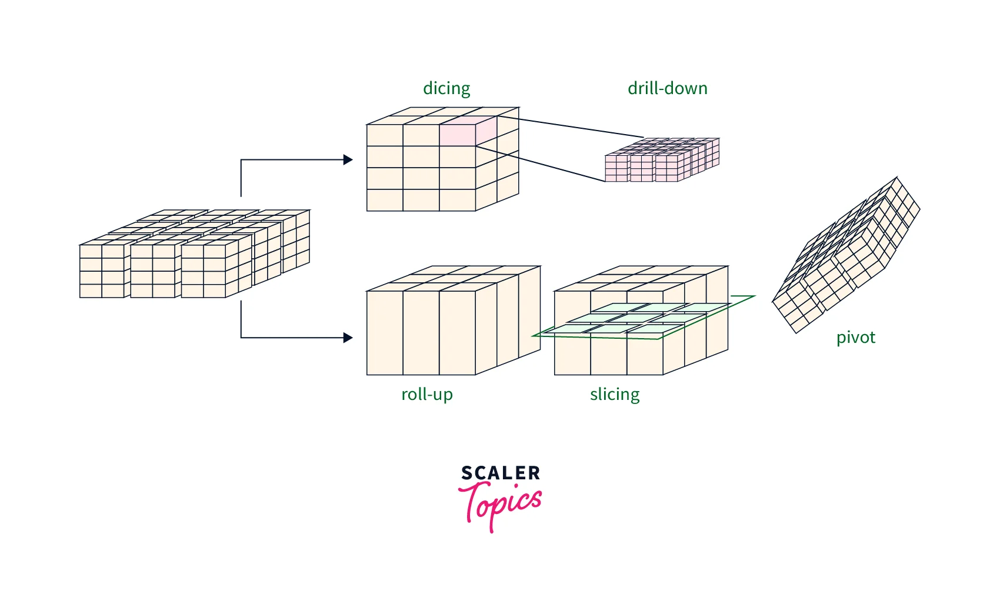 dicing
drill-down
pivot
roll-up
slicing
SCALER
Topics